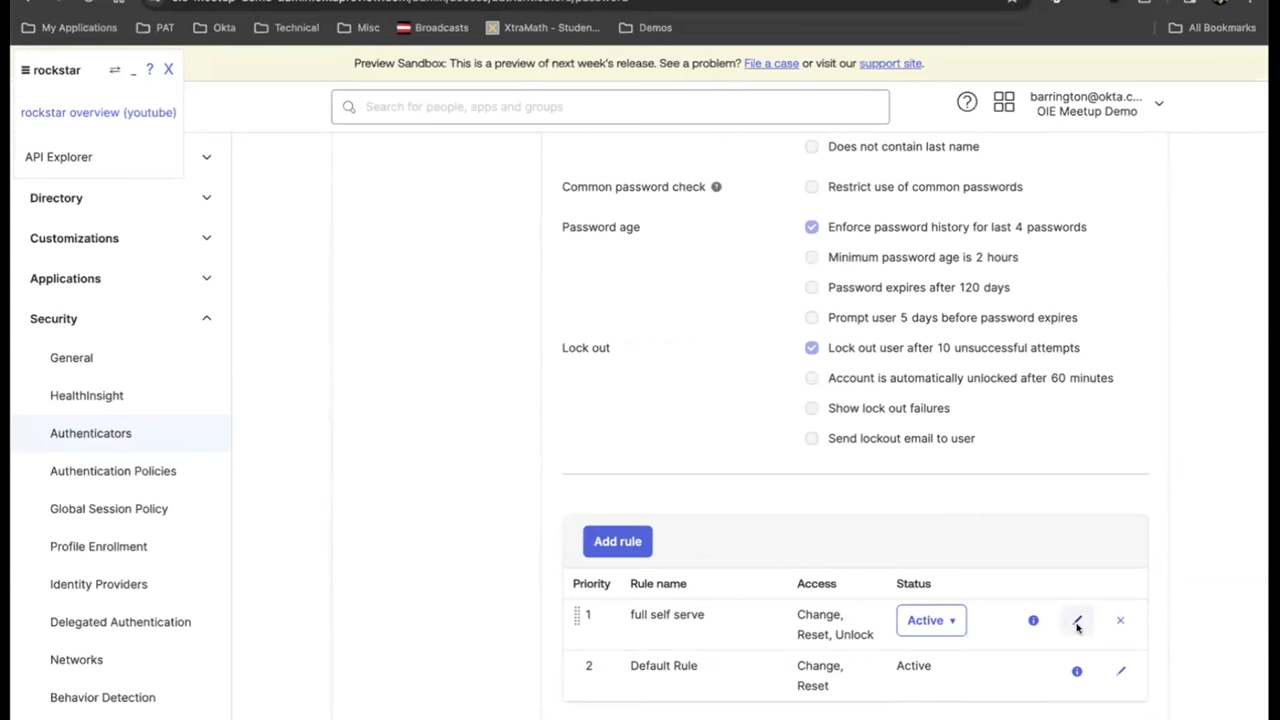 My Applications PAT Okta Technical Misc Broadcasts XtraMath - Studen... Demos All Bookmarks
rockstar ? X
Preview Sandbox: This is a preview of next week's release. See a problem? File a case or visit our support site.
rockstar overview (youtube)
Search for people, apps and groups
barrington@okta.c...
OIE Meetup Demo
API Explorer
Directory
Customizations
Applications
Security
General
HealthInsight
Authenticators
Authentication Policies
Global Session Policy
Profile Enrollment
Identity Providers
Delegated Authentication
Networks
Behavior Detection
Does not contain last name
Common password check Restrict use of common passwords
Password age Enforce password history for last 4 passwords
Minimum password age is 2 hours
Password expires after 120 days
Prompt user 5 days before password expires
Lock out Lock out user after 10 unsuccessful attempts
Account is automatically unlocked after 60 minutes
Show lock out failures
Send lockout email to user
Add rule
Priority Rule name Access Status
1 full self serve Change, Active
Reset, Unlock
2 Default Rule Change, Active
Reset